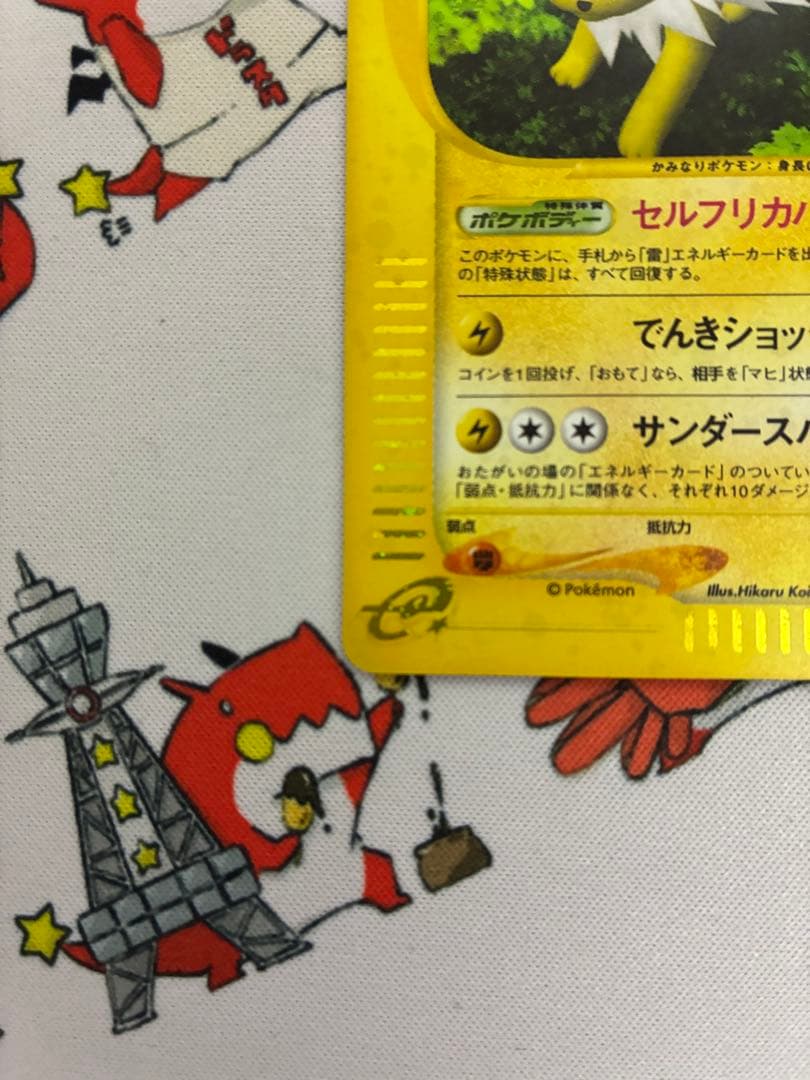 かみなりポケモン：身長
特殊体質
ポケボディー セルフリカバ
このポケモンに、手札から「雷」エネルギーカードを出
の「特殊状態」は、すべて回復する。
でんきショッ
コインを1回投げ、「おもて」なら、相手を「マヒ」状態
サンダースパ
おたがいの場の「エネルギーカード」のついてい
「弱点・抵抗力」に関係なく、それぞれ10ダメージ
弱点 抵抗力
© Pokémon Illus.Hikaru Koi